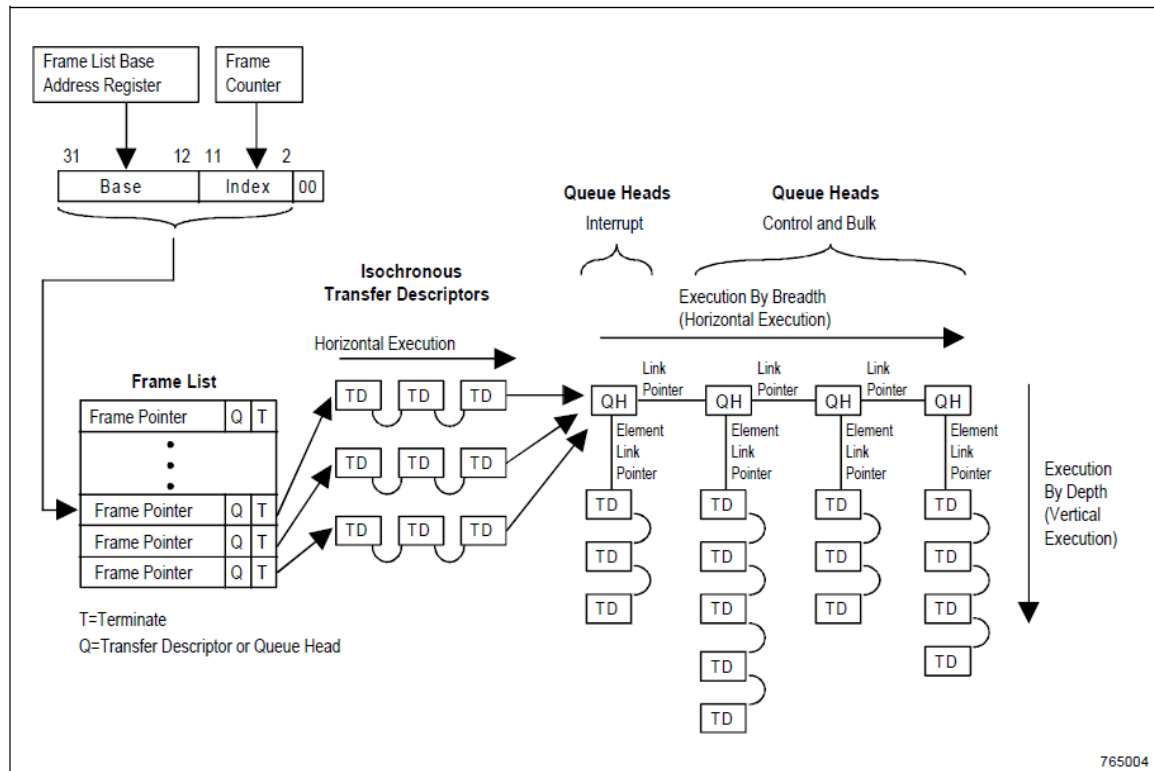 Frame List Base
Address Register
Frame
Counter
31 12 11 2
Base Index 00
Queue Heads
Interrupt
Queue Heads
Control and Bulk
Isochronous
Transfer Descriptors
Execution By Breadth
(Horizontal Execution)
Horizontal Execution
Frame List
Frame Pointer Q T
Frame Pointer Q T
Frame Pointer Q T
Frame Pointer Q T
T=Terminate
Q=Transfer Descriptor or Queue Head
TD TD TD
TD TD TD
TD TD TD
Link
Pointer
Link
Pointer
Link
Pointer
QH QH QH QH
Element
Link
Pointer
Element
Link
Pointer
Element
Link
Pointer
Element
Link
Pointer
TD TD TD TD
TD TD TD TD
TD TD TD TD
TD TD
TD
Execution
By Depth
(Vertical
Execution)
765004